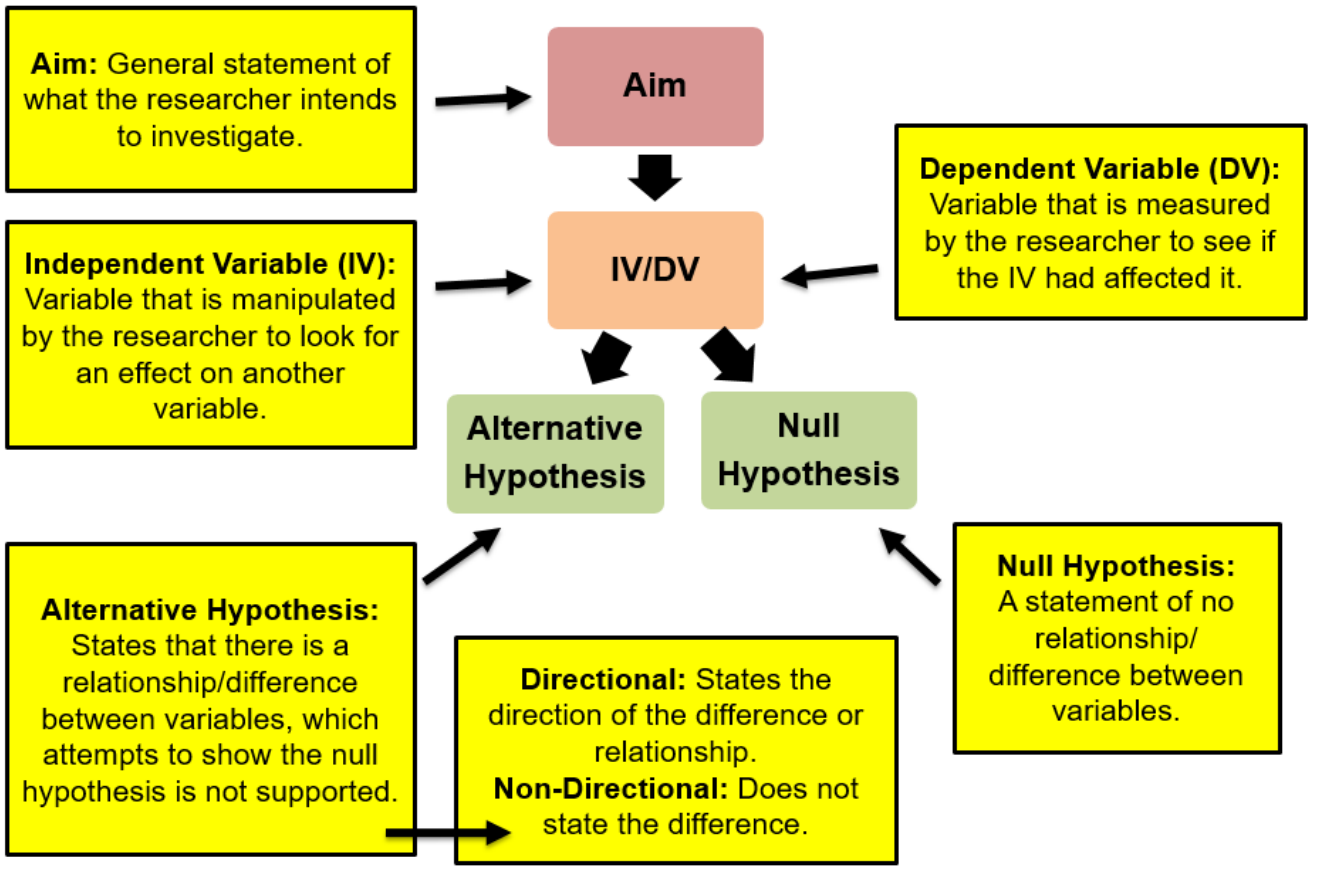 Aim: General statement of
what the researcher intends
to investigate.
Aim
Independent Variable (IV):
Variable that is manipulated
by the researcher to look for
an effect on another
variable.
IV/DV
Dependent Variable (DV):
Variable that is measured
by the researcher to see if
the IV had affected it.
Alternative
Hypothesis
Null
Hypothesis
Alternative Hypothesis:
States that there is a
relationship/difference
between variables, which
attempts to show the null
hypothesis is not supported.
Directional: States the
direction of the difference or
relationship.
Non-Directional: Does not
state the difference.
Null Hypothesis:
A statement of no
relationship/
difference between
variables.